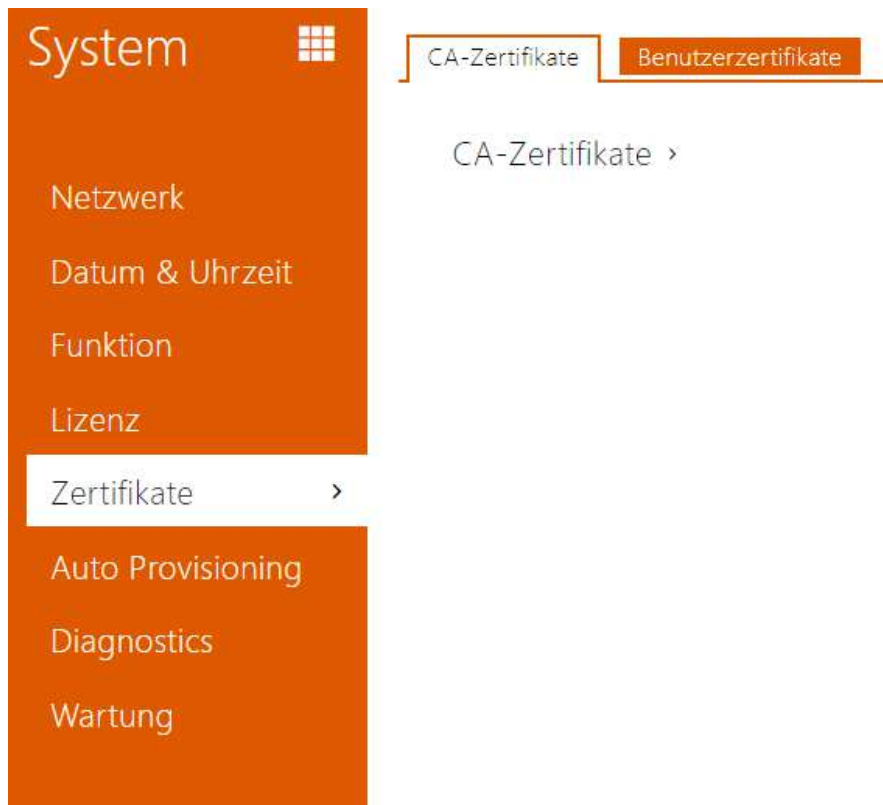 System
Netzwerk
Datum & Uhrzeit
Funktion
Lizenz
Zertifikate
Auto Provisioning
Diagnostics
Wartung
CA-Zertifikate
Benutzerzertifikate
CA-Zertifikate